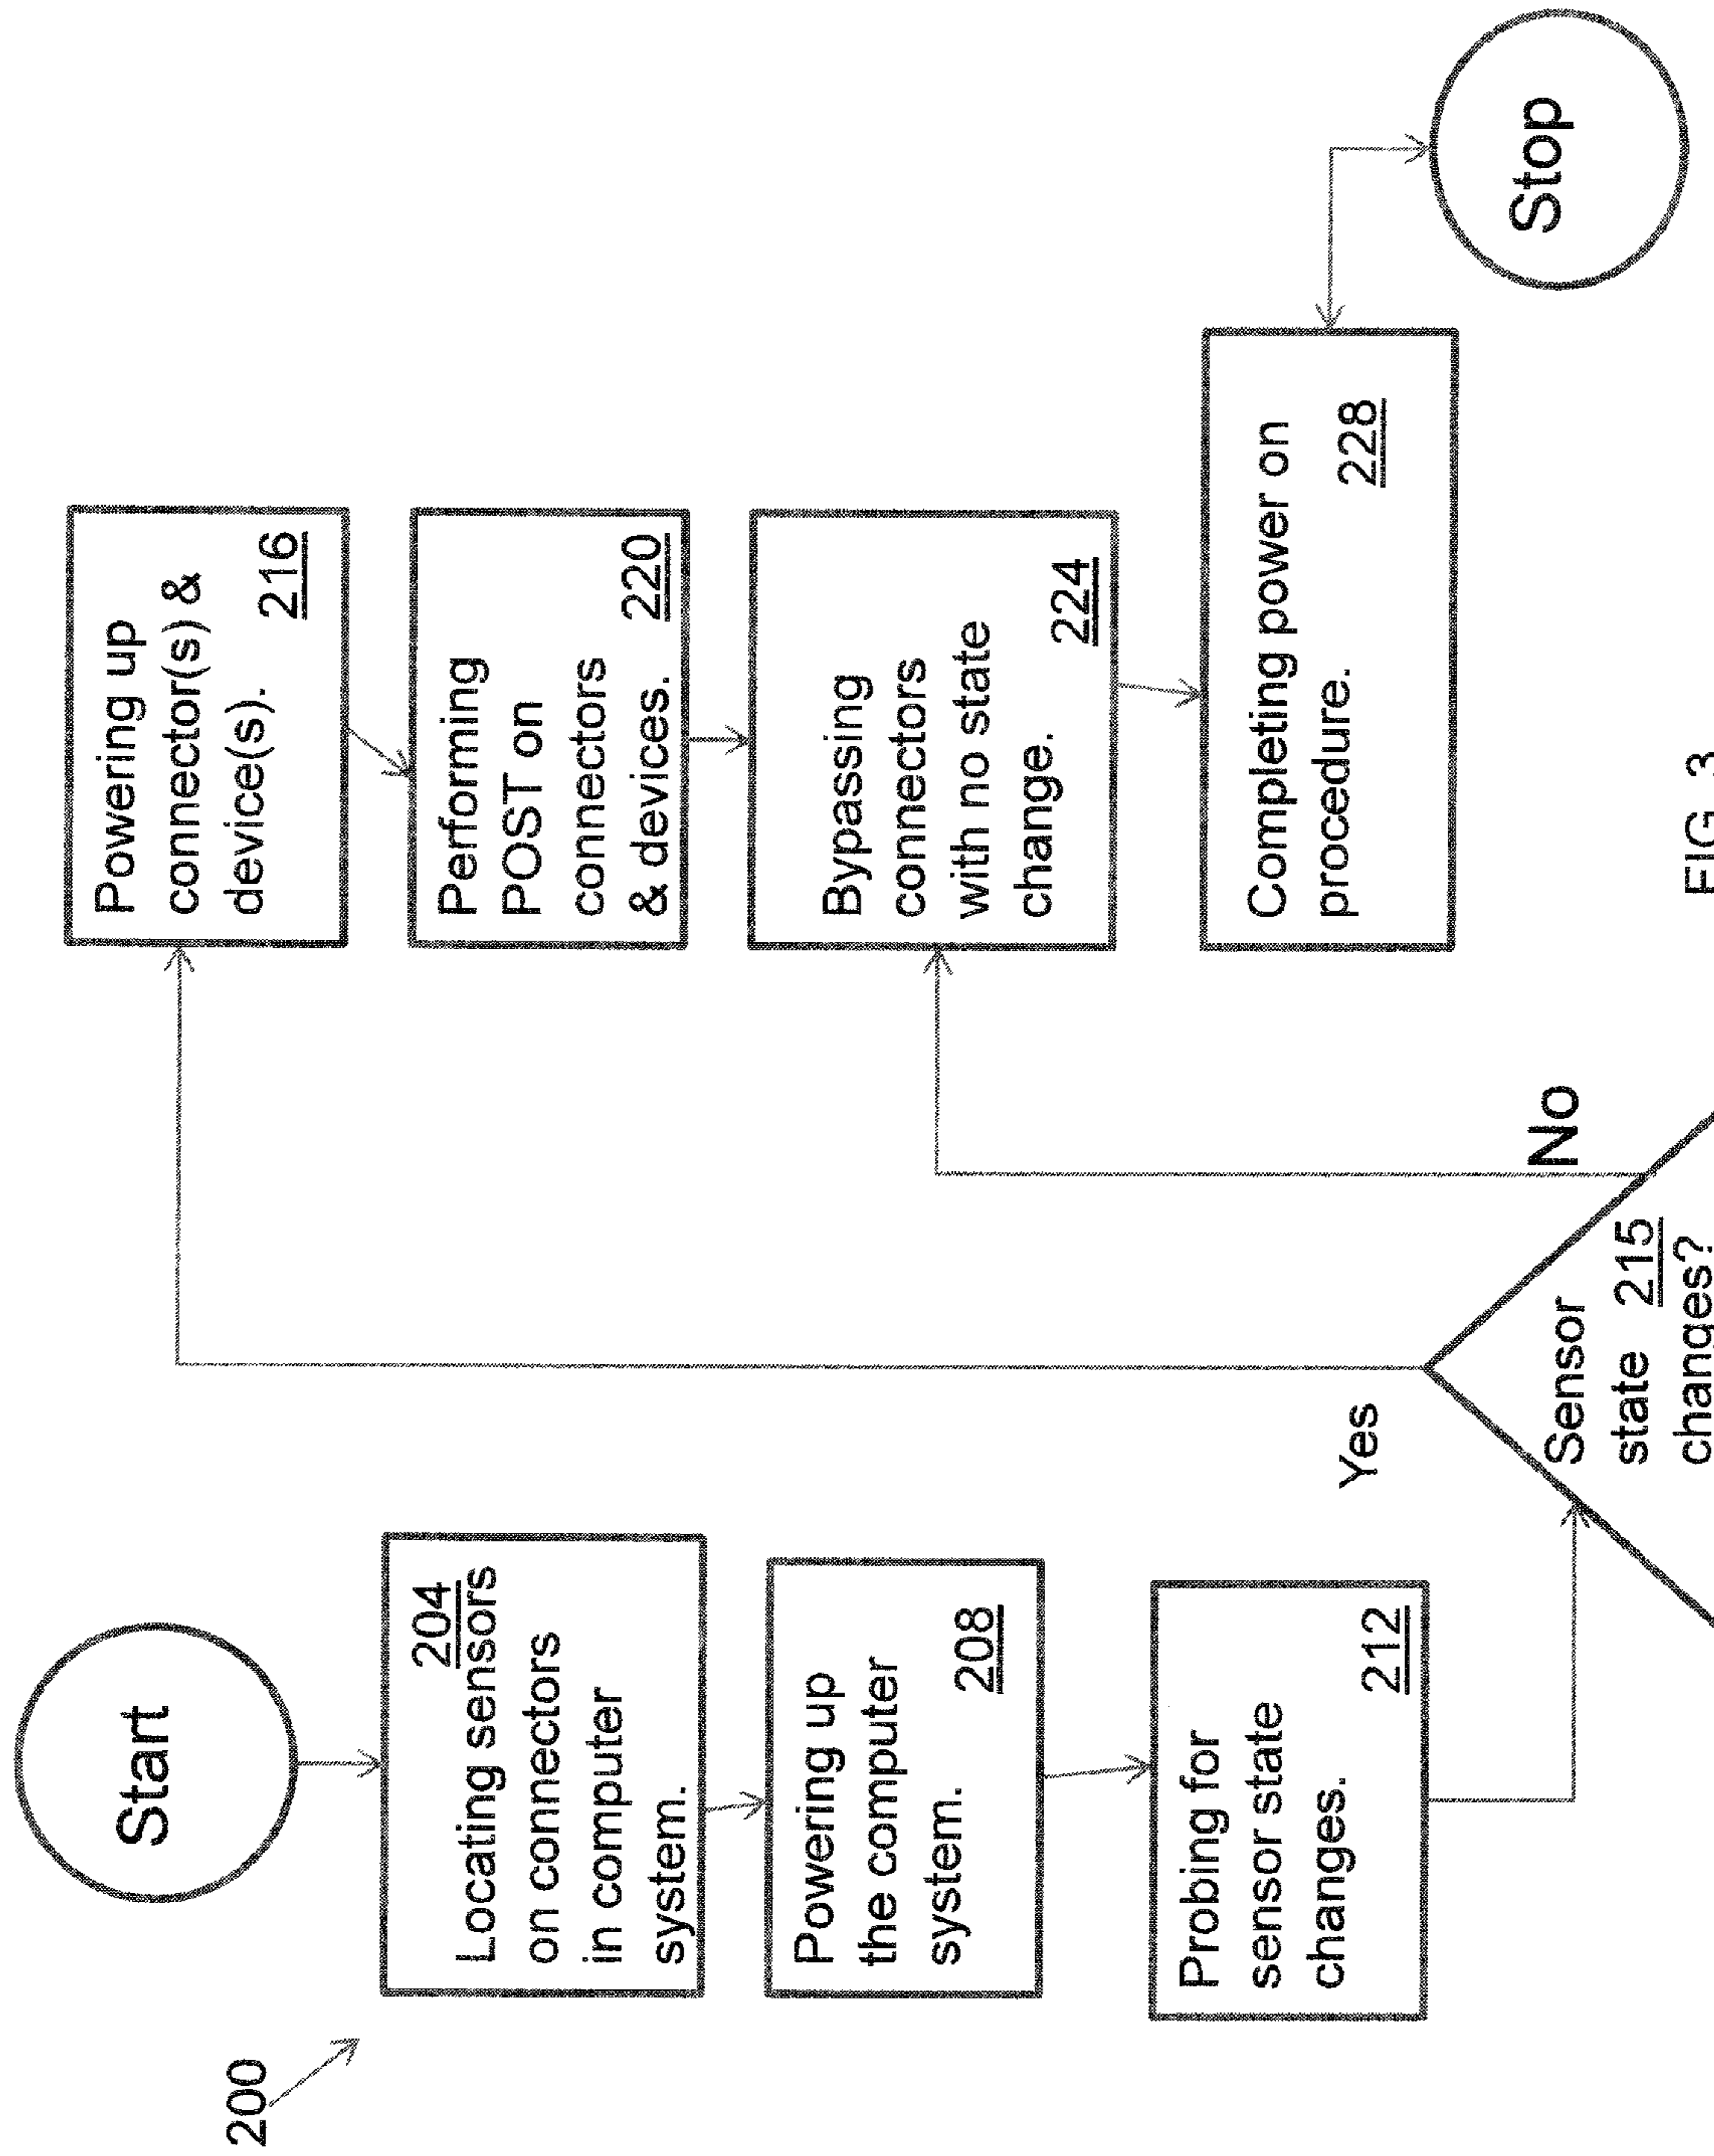 200
Start
204
Locating sensors
on connectors
in computer
system.
Powering up
the computer
system.
208
Probing for
sensor state
changes.
212
Sensor
state 215
changes?
Yes
No
Powering up
connector(s) &
device(s).
216
Performing
POST on
connectors
& devices.
220
Bypassing
connectors
with no state
change.
224
Completing power on
procedure.
228
Stop
FIG. 3